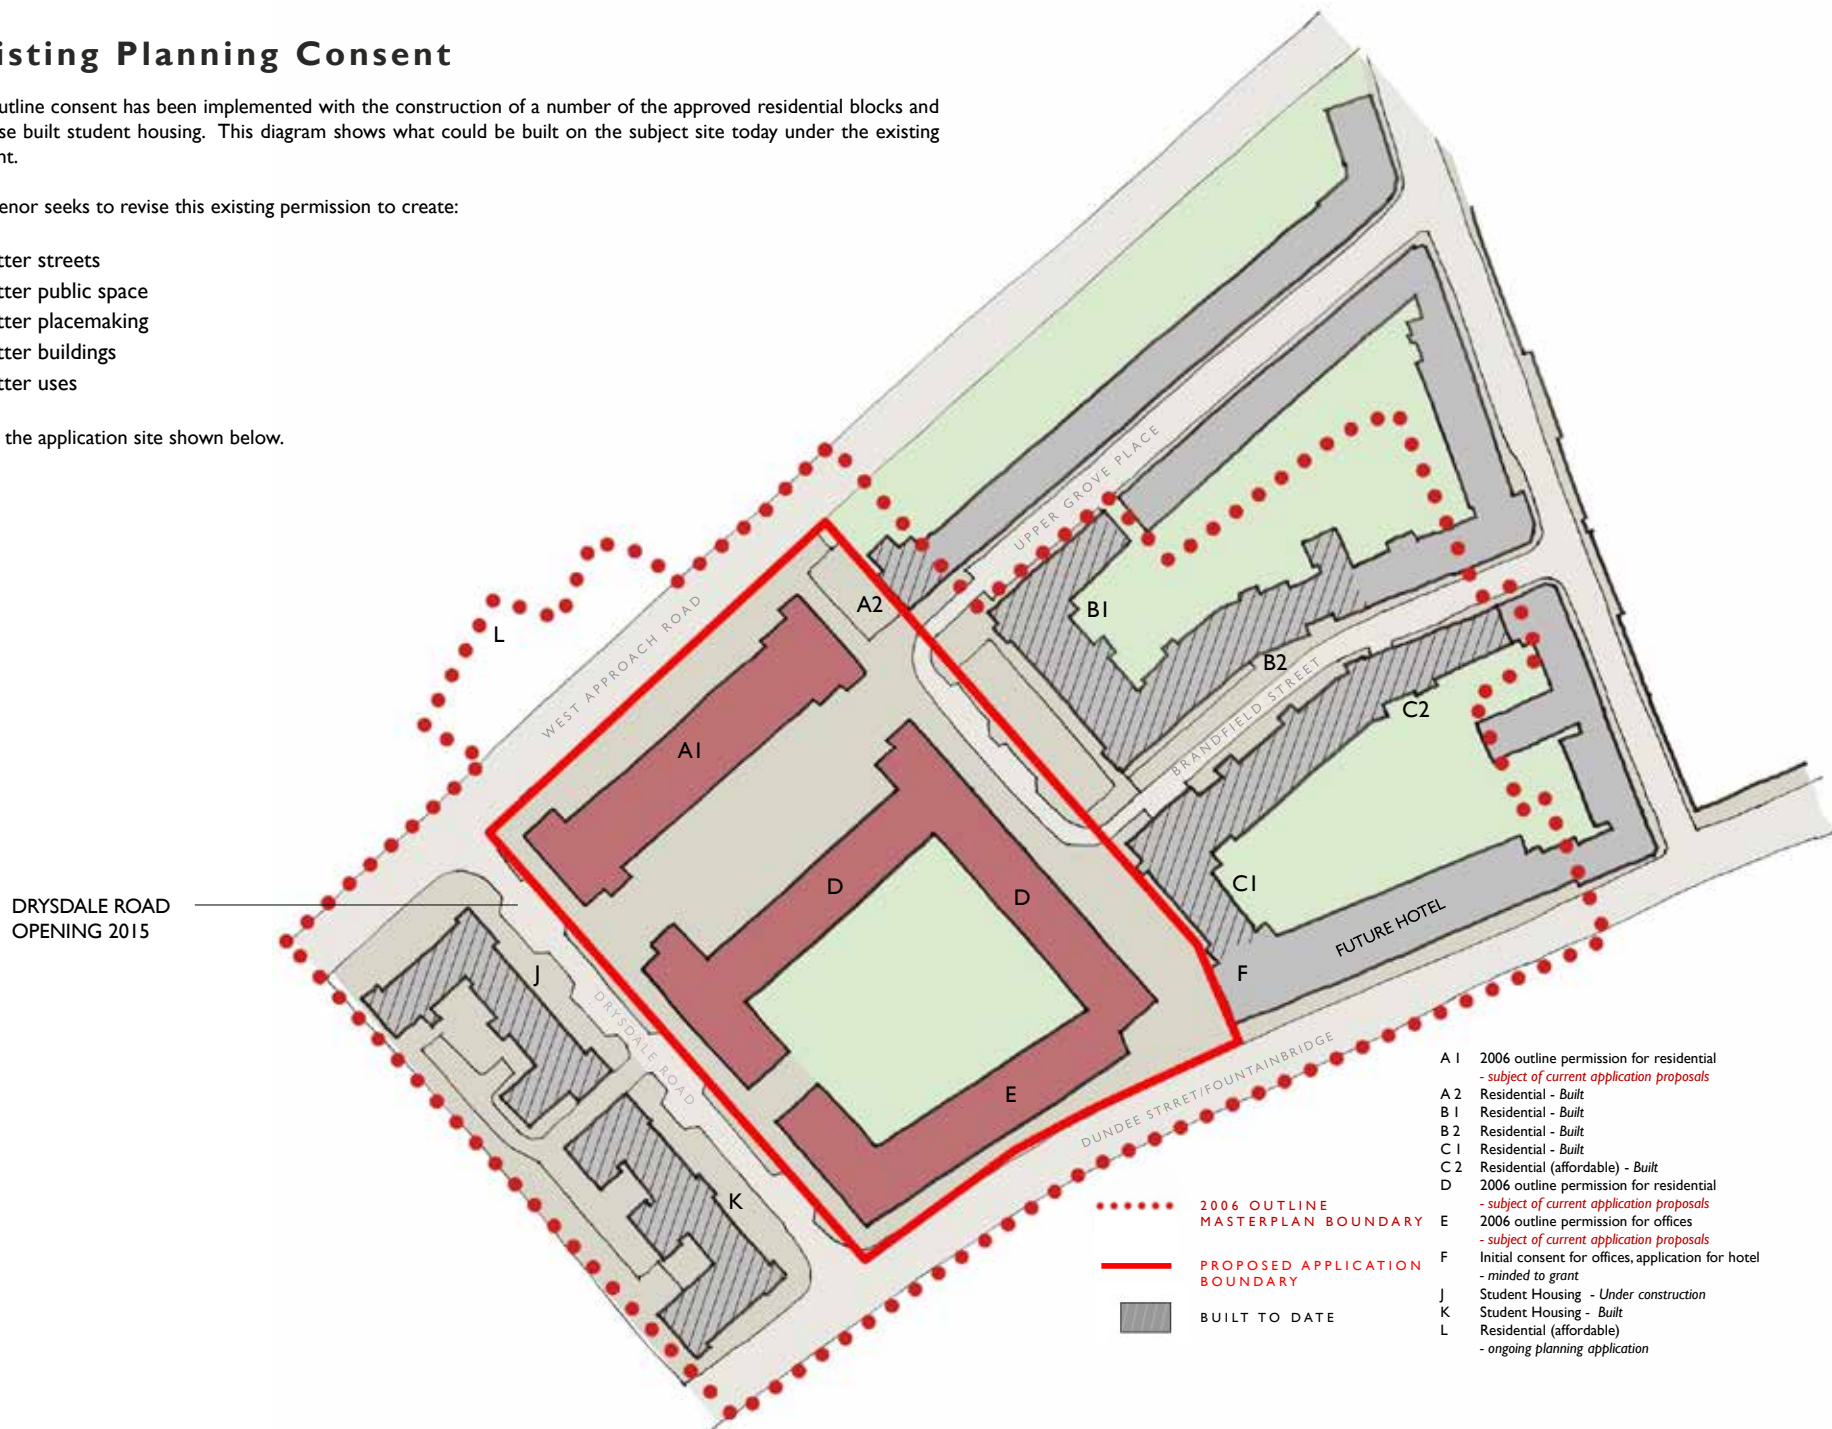 isting Planning Consent
utline consent has been implemented with the construction of a number of the approved residential blocks and
se built student housing. This diagram shows what could be built on the subject site today under the existing
nt.
enor seeks to revise this existing permission to create:
tter streets
tter public space
tter placemaking
tter buildings
tter uses
the application site shown below.
UPPER GROVE PLACE
A2
B1
L
WEST APPROACH ROAD
B2
BRANDFIELD STREET
C2
A1
D
D
C1
DRYSDALE ROAD
OPENING 2015
FUTURE HOTEL
J
F
DRYSDALE ROAD
E
DUNDEE STRRET/FOUNTAINBRIDGE
K
2006 OUTLINE
MASTERPLAN BOUNDARY
PROPOSED APPLICATION
BOUNDARY
BUILT TO DATE
A 1 2006 outline permission for residential
- subject of current application proposals
A 2 Residential - Built
B 1 Residential - Built
B 2 Residential - Built
C 1 Residential - Built
C 2 Residential (affordable) - Built
D 2006 outline permission for residential
- subject of current application proposals
E 2006 outline permission for offices
- subject of current application proposals
F Initial consent for offices, application for hotel
- minded to grant
J Student Housing - Under construction
K Student Housing - Built
L Residential (affordable)
- ongoing planning application